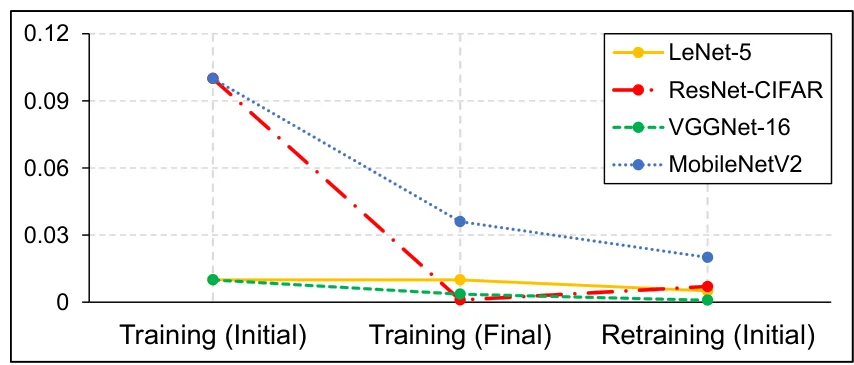 0.12
0.09
0.06
0.03
0
LeNet-5
ResNet-CIFAR
VGGNet-16
MobileNetV2
Training (Initial) Training (Final) Retraining (Initial)